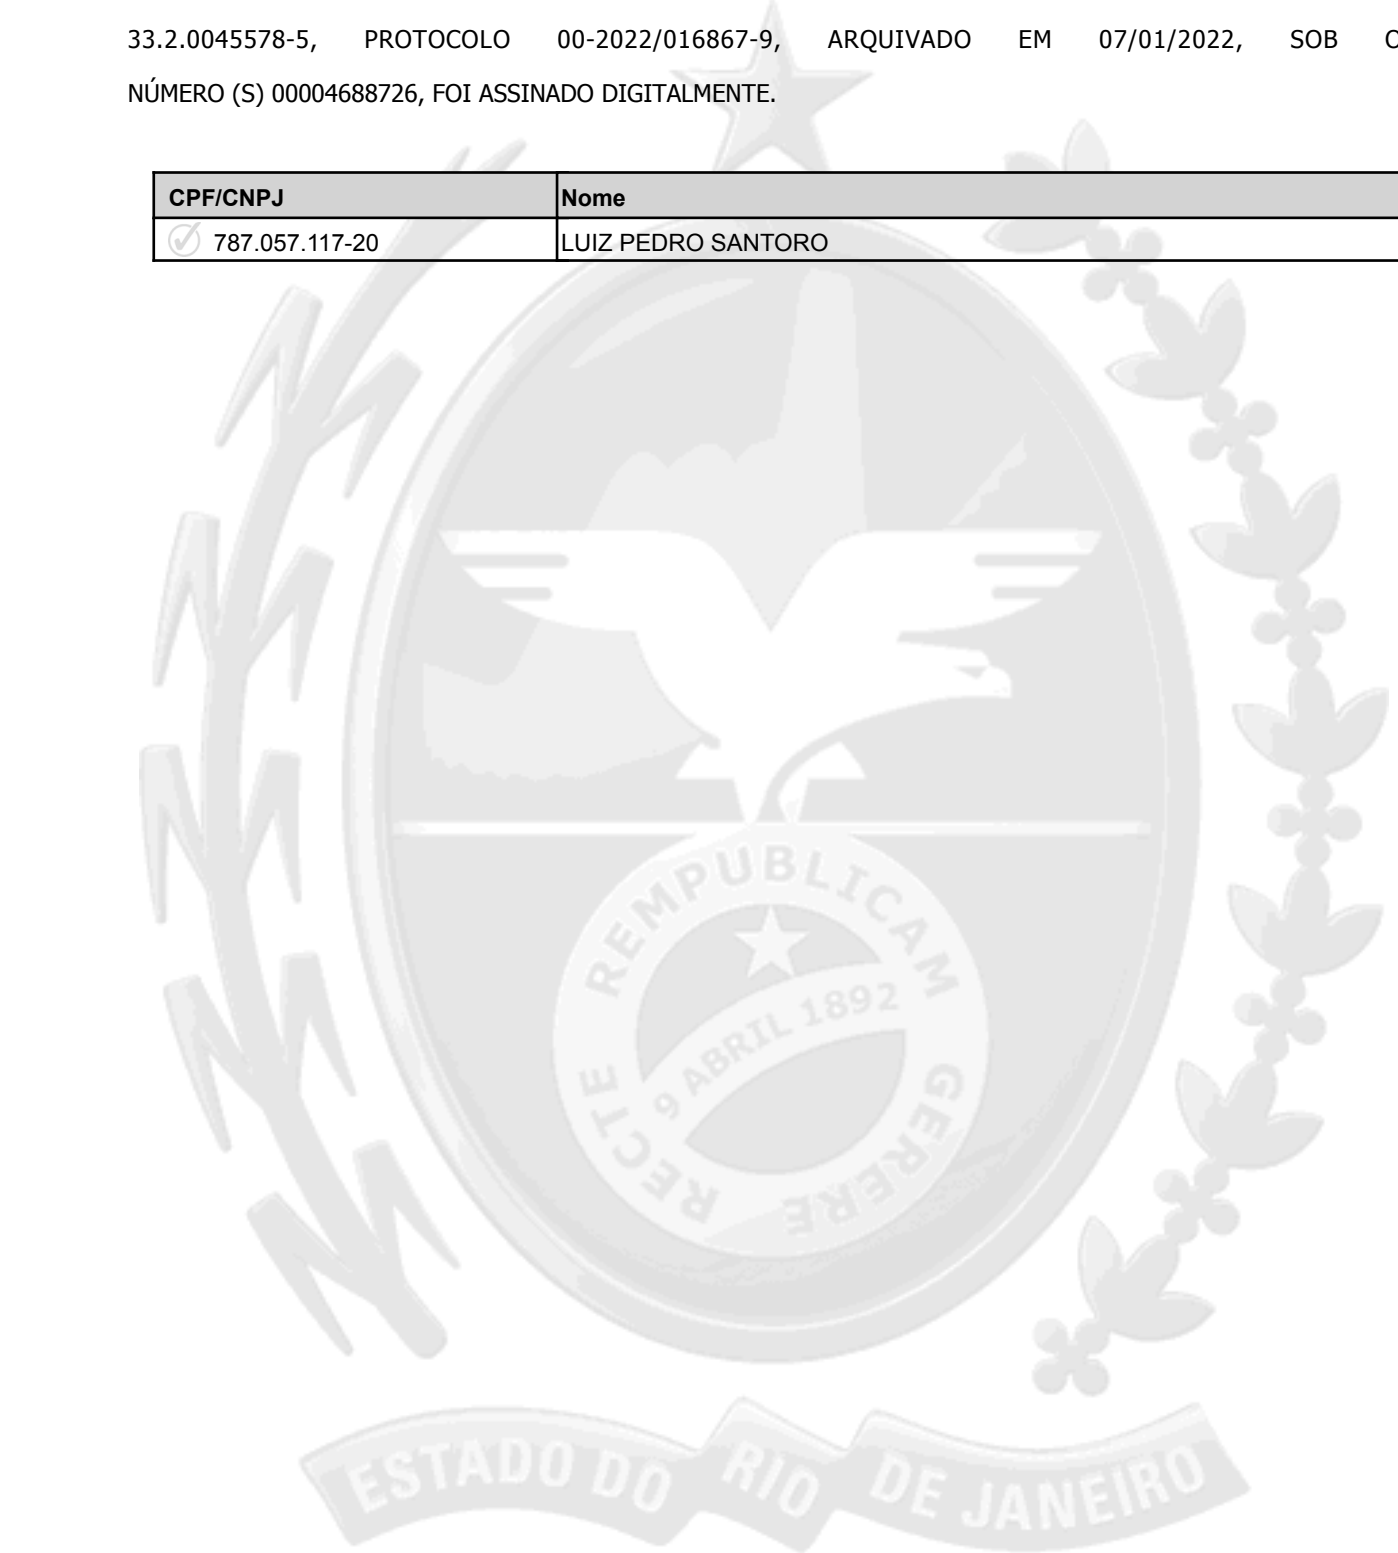 33.2.0045578-5, PROTOCOLO 00-2022/016867-9, ARQUIVADO EM 07/01/2022, SOB O
NÚMERO (S) 00004688726, FOI ASSINADO DIGITALMENTE.
CPF/CNPJ Nome
787.057.117-20 LUIZ PEDRO SANTORO
RECTE REMPUBLICAM GERERE
9 ABRIL 1892
ESTADO DO RIO DE JANEIRO